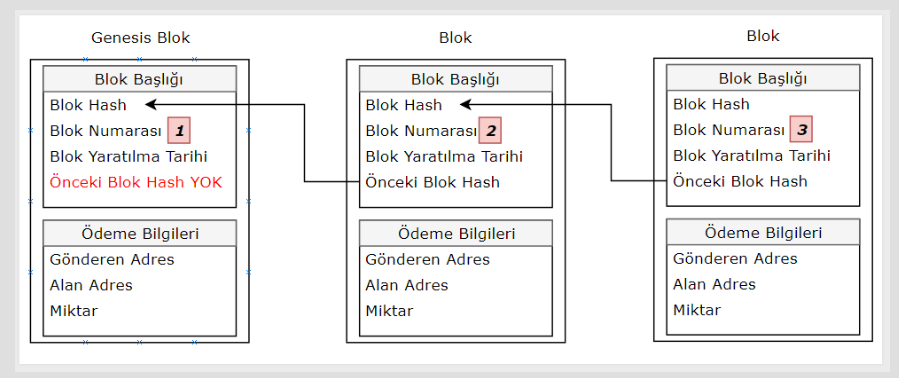 Genesis Blok
Blok Başlığı
Blok Hash
Blok Numarası 1
Blok Yaratılma Tarihi
Önceki Blok Hash YOK
Ödeme Bilgileri
Gönderen Adres
Alan Adres
Miktar
Blok
Blok Başlığı
Blok Hash
Blok Numarası 2
Blok Yaratılma Tarihi
Önceki Blok Hash
Ödeme Bilgileri
Gönderen Adres
Alan Adres
Miktar
Blok
Blok Başlığı
Blok Hash
Blok Numarası 3
Blok Yaratılma Tarihi
Önceki Blok Hash
Ödeme Bilgileri
Gönderen Adres
Alan Adres
Miktar